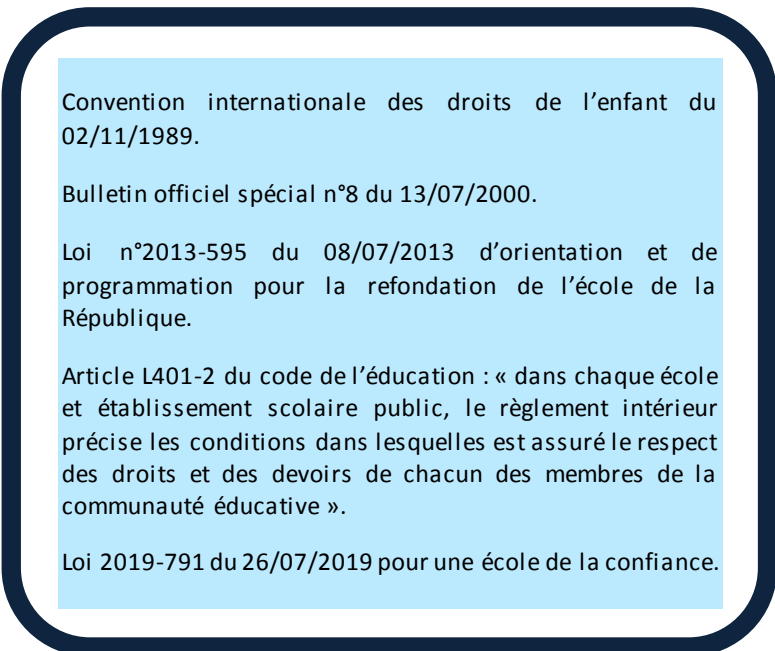 Convention internationale des droits de l’enfant du
02/11/1989.
Bulletin officiel spécial n°8 du 13/07/2000.
Loi n°2013-595 du 08/07/2013 d’orientation et de
programmation pour la refondation de l’école de la
République.
Article L401-2 du code de l’éducation : « dans chaque école
et établissement scolaire public, le règlement intérieur
précise les conditions dans lesquelles est assuré le respect
des droits et des devoirs de chacun des membres de la
communauté éducative ».
Loi 2019-791 du 26/07/2019 pour une école de la confiance.